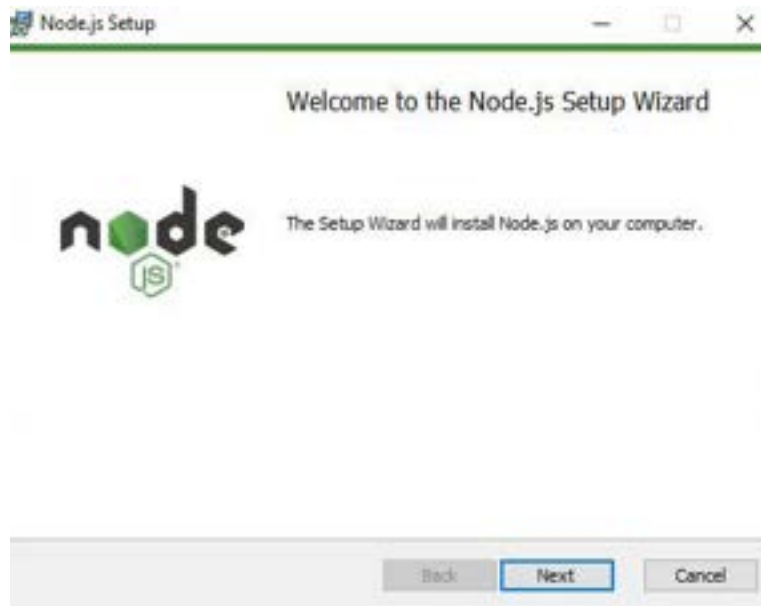 Node.js Setup
Welcome to the Node.js Setup Wizard
The Setup Wizard will install Node.js on your computer.
node
JS
Back
Next
Cancel